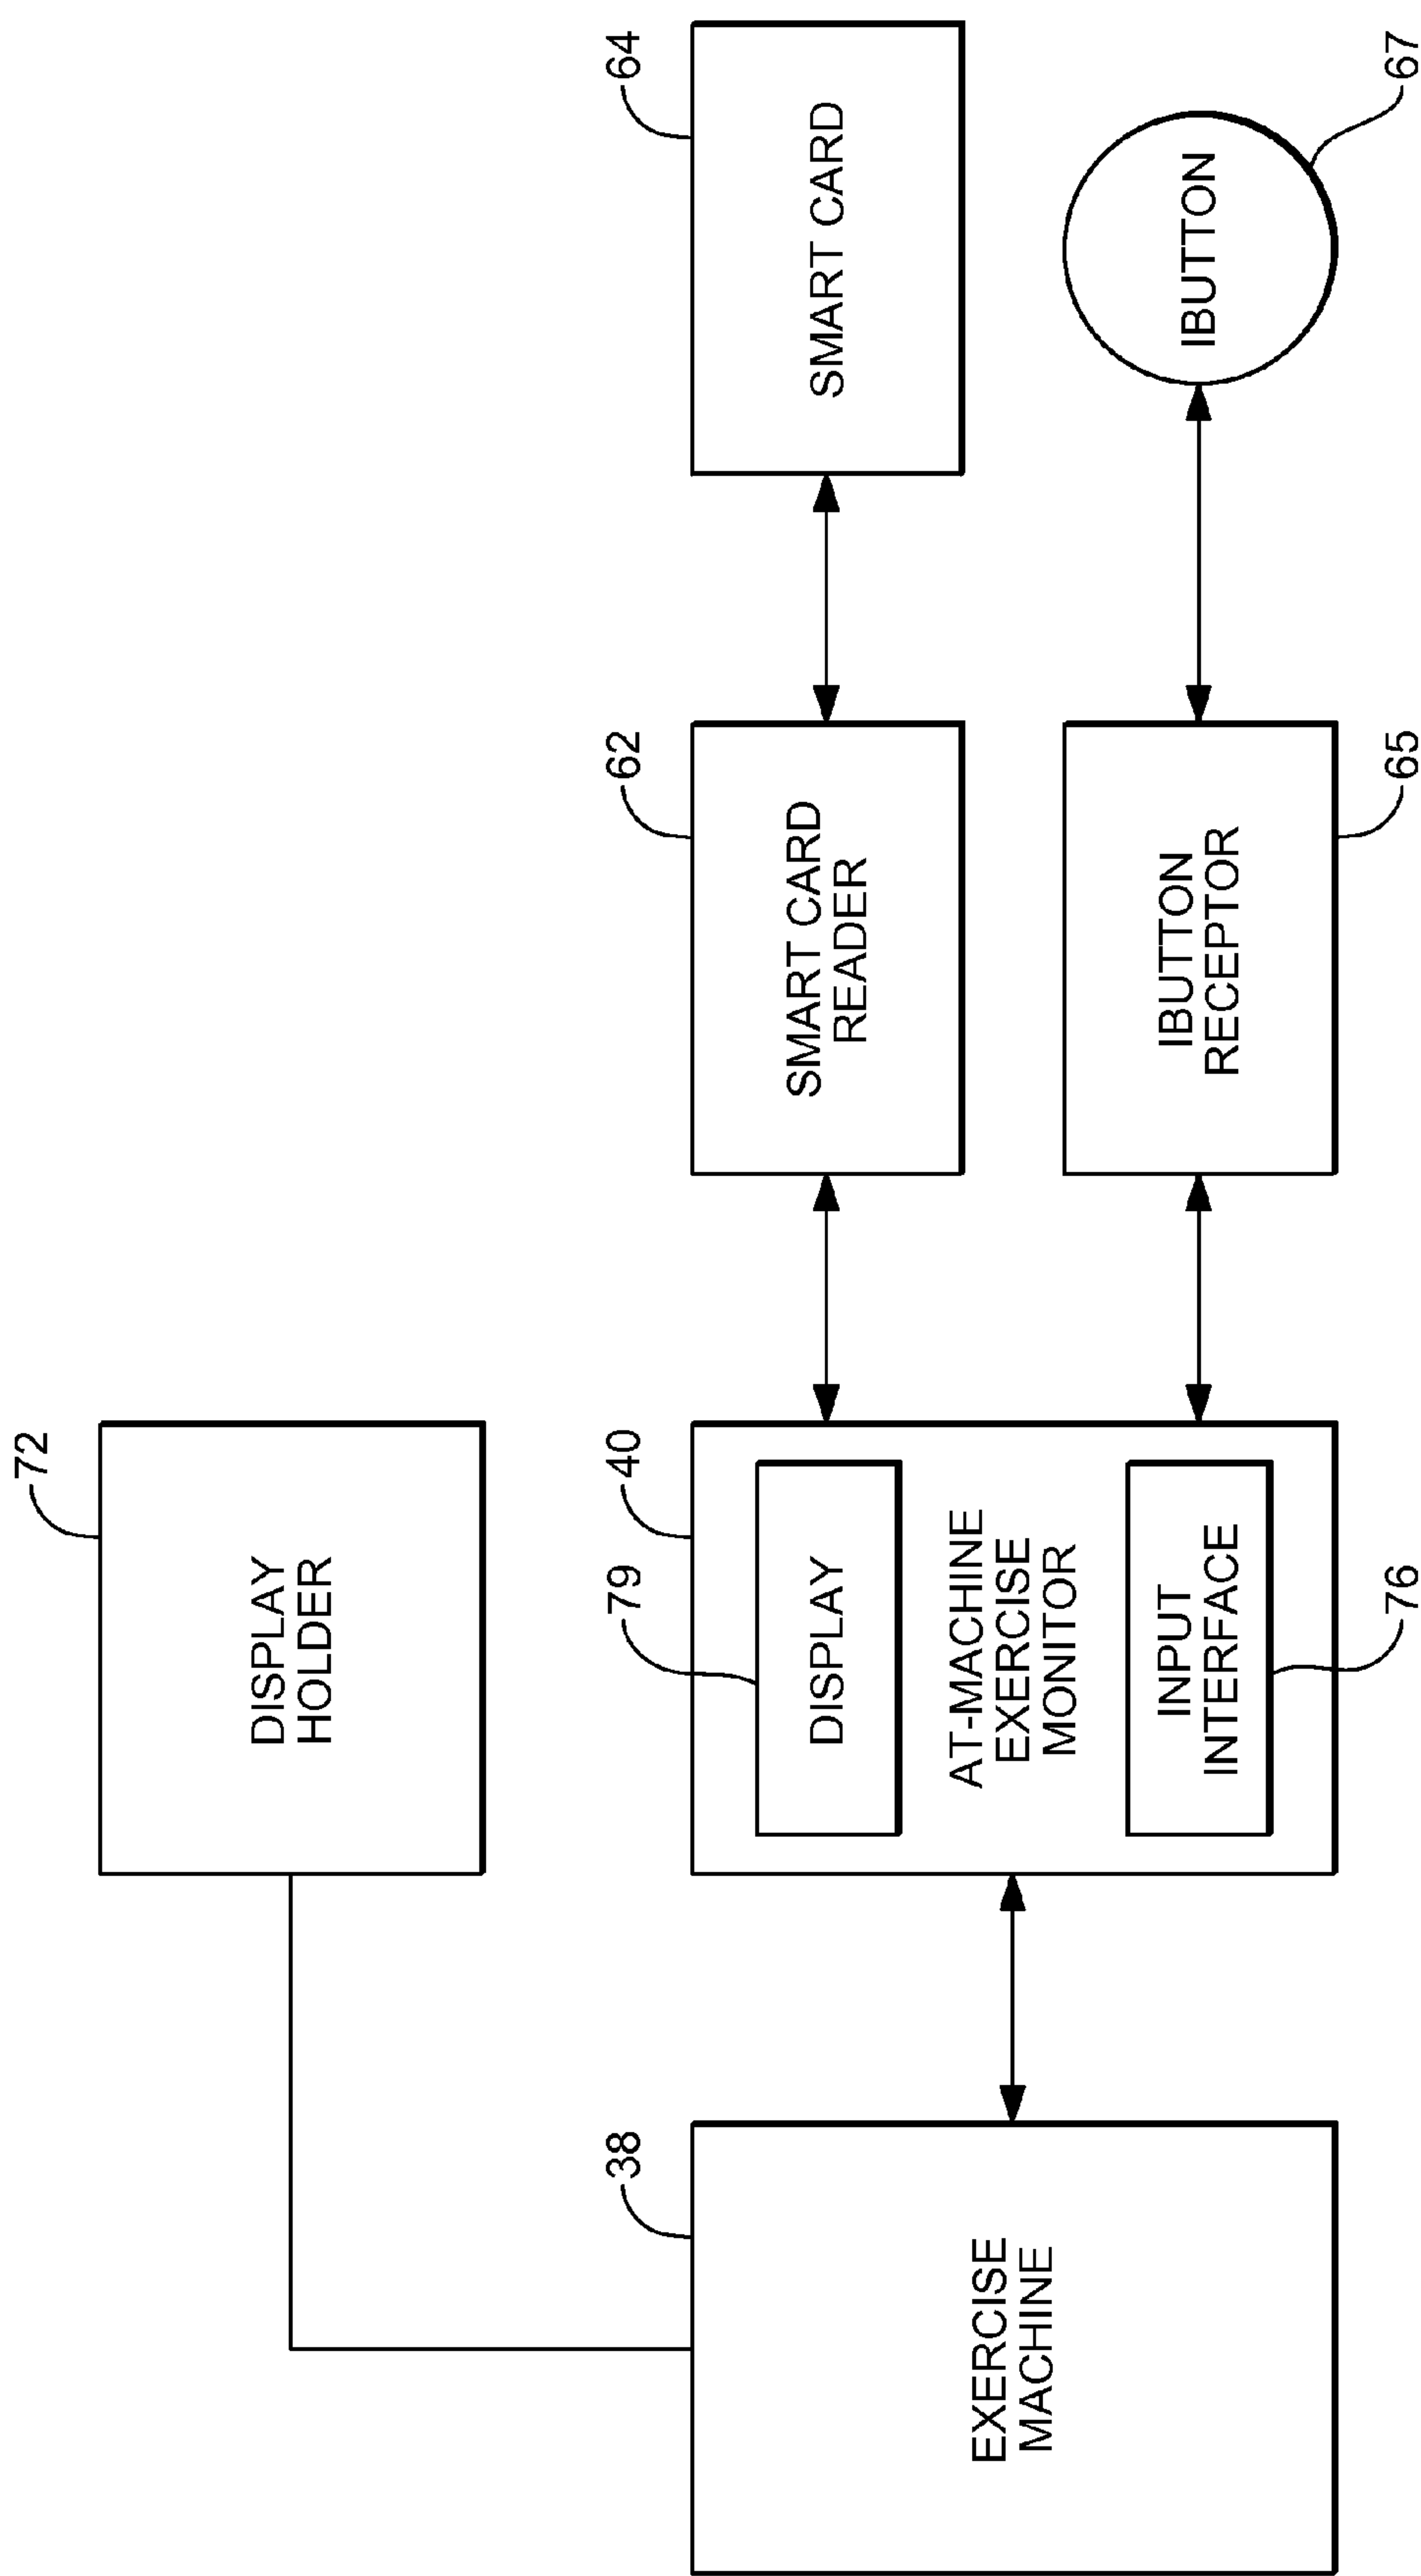 72
DISPLAY
HOLDER
38
EXERCISE
MACHINE
40
79
DISPLAY
AT-MACHINE
EXERCISE
MONITOR
INPUT
INTERFACE
76
62
SMART CARD
READER
64
SMART CARD
IBUTTON
RECEPTOR
65
IBUTTON
67